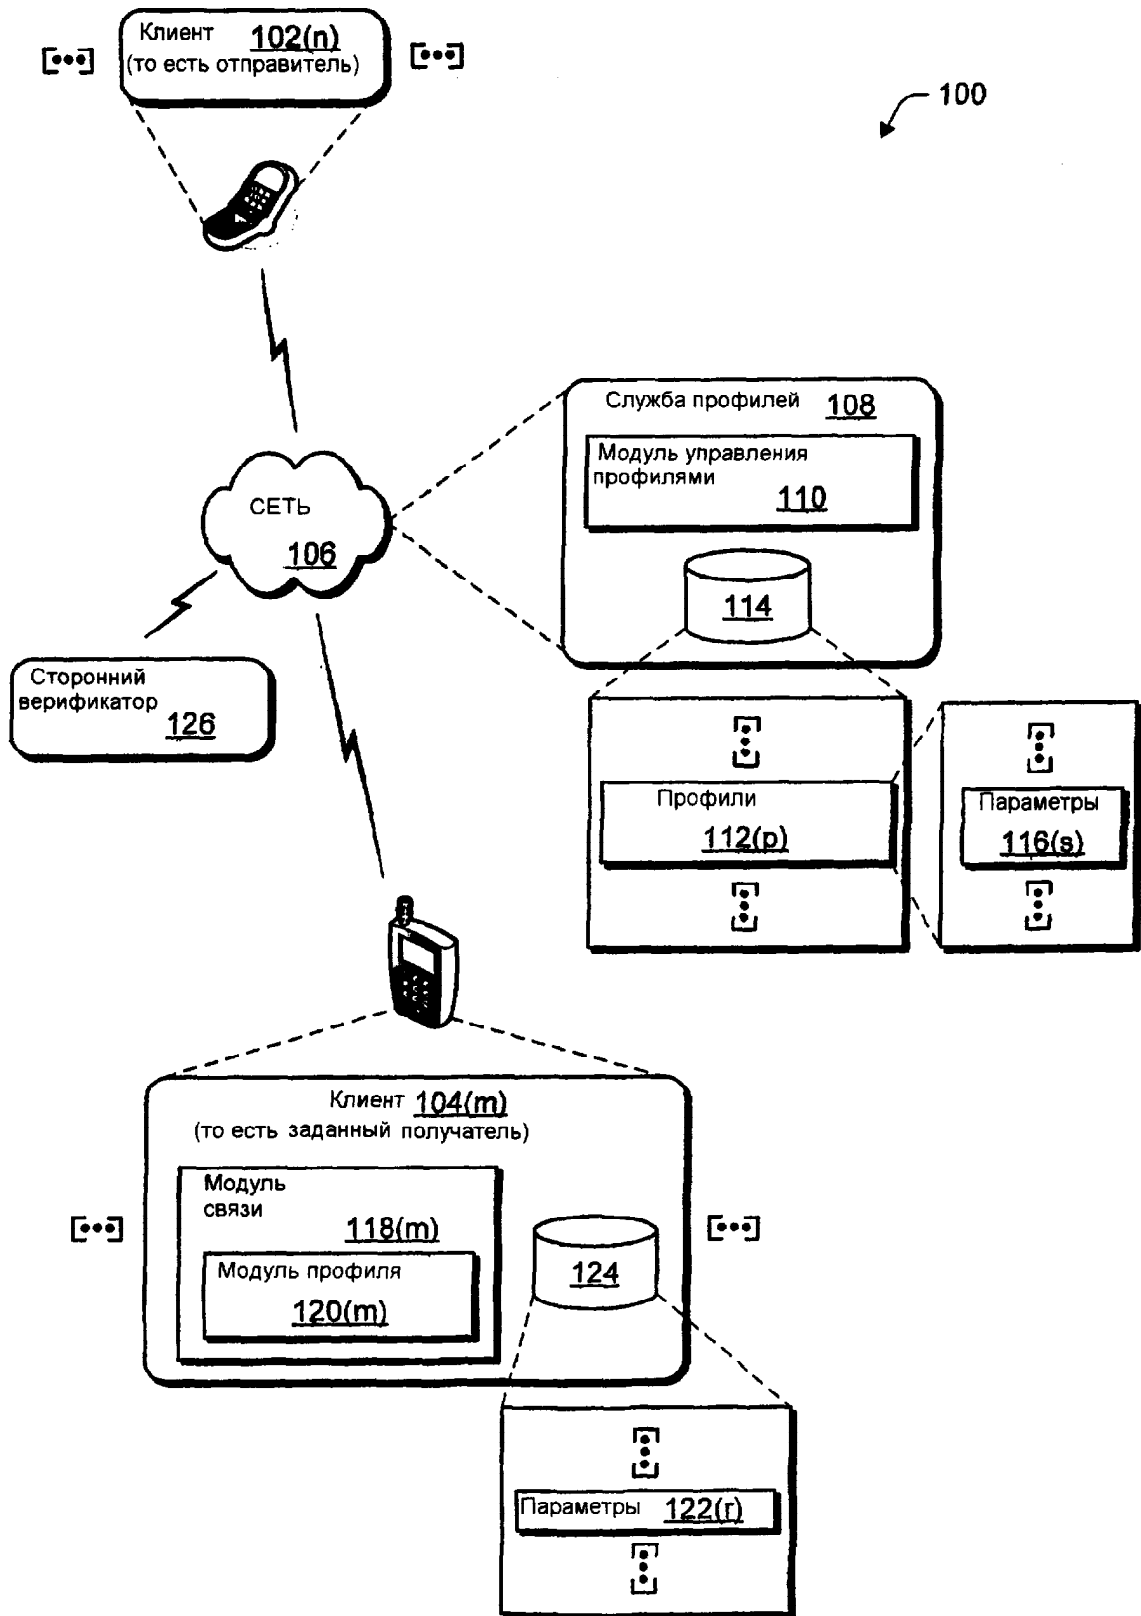 Клиент 102(n)
(то есть отправитель)
100
Служба профилей 108
Модуль управления
профилями
110
СЕТЬ
106
114
Сторонний
верификатор
126
Профили
112(p)
Параметры
116(s)
Клиент 104(m)
(то есть заданный получатель)
Модуль
связи
118(m)
Модуль профиля
120(m)
124
Параметры 122(r)